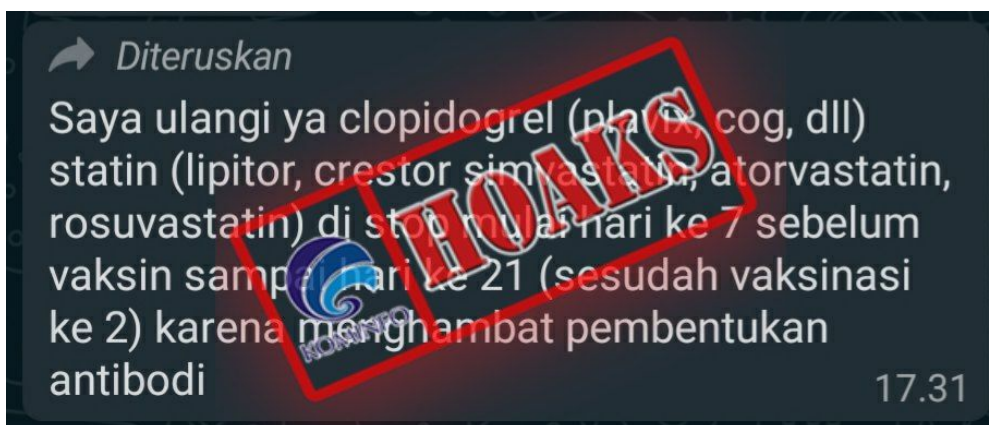 Diteruskan
Saya ulangi ya clopidogrel (plavix, cog, dll)
statin (lipitor, crestor simvastatin, atorvastatin,
rosuvastatin) di stop mulai hari ke 7 sebelum
vaksin sampai hari ke 21 (sesudah vaksinasi
ke 2) karena menghambat pembentukan
antibodi
17.31
HOAKS
KOMINFO